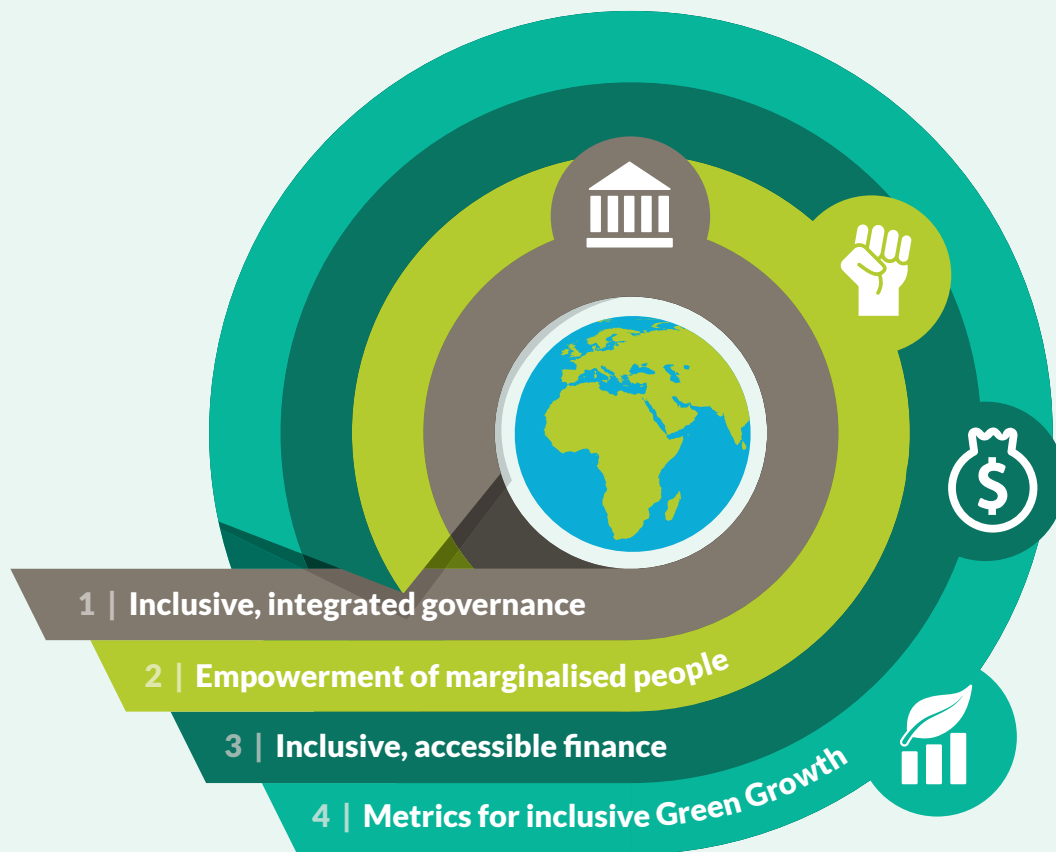 1 | Inclusive, integrated governance
2 | Empowerment of marginalised people
3 | Inclusive, accessible finance
4 | Metrics for inclusive Green Growth
$